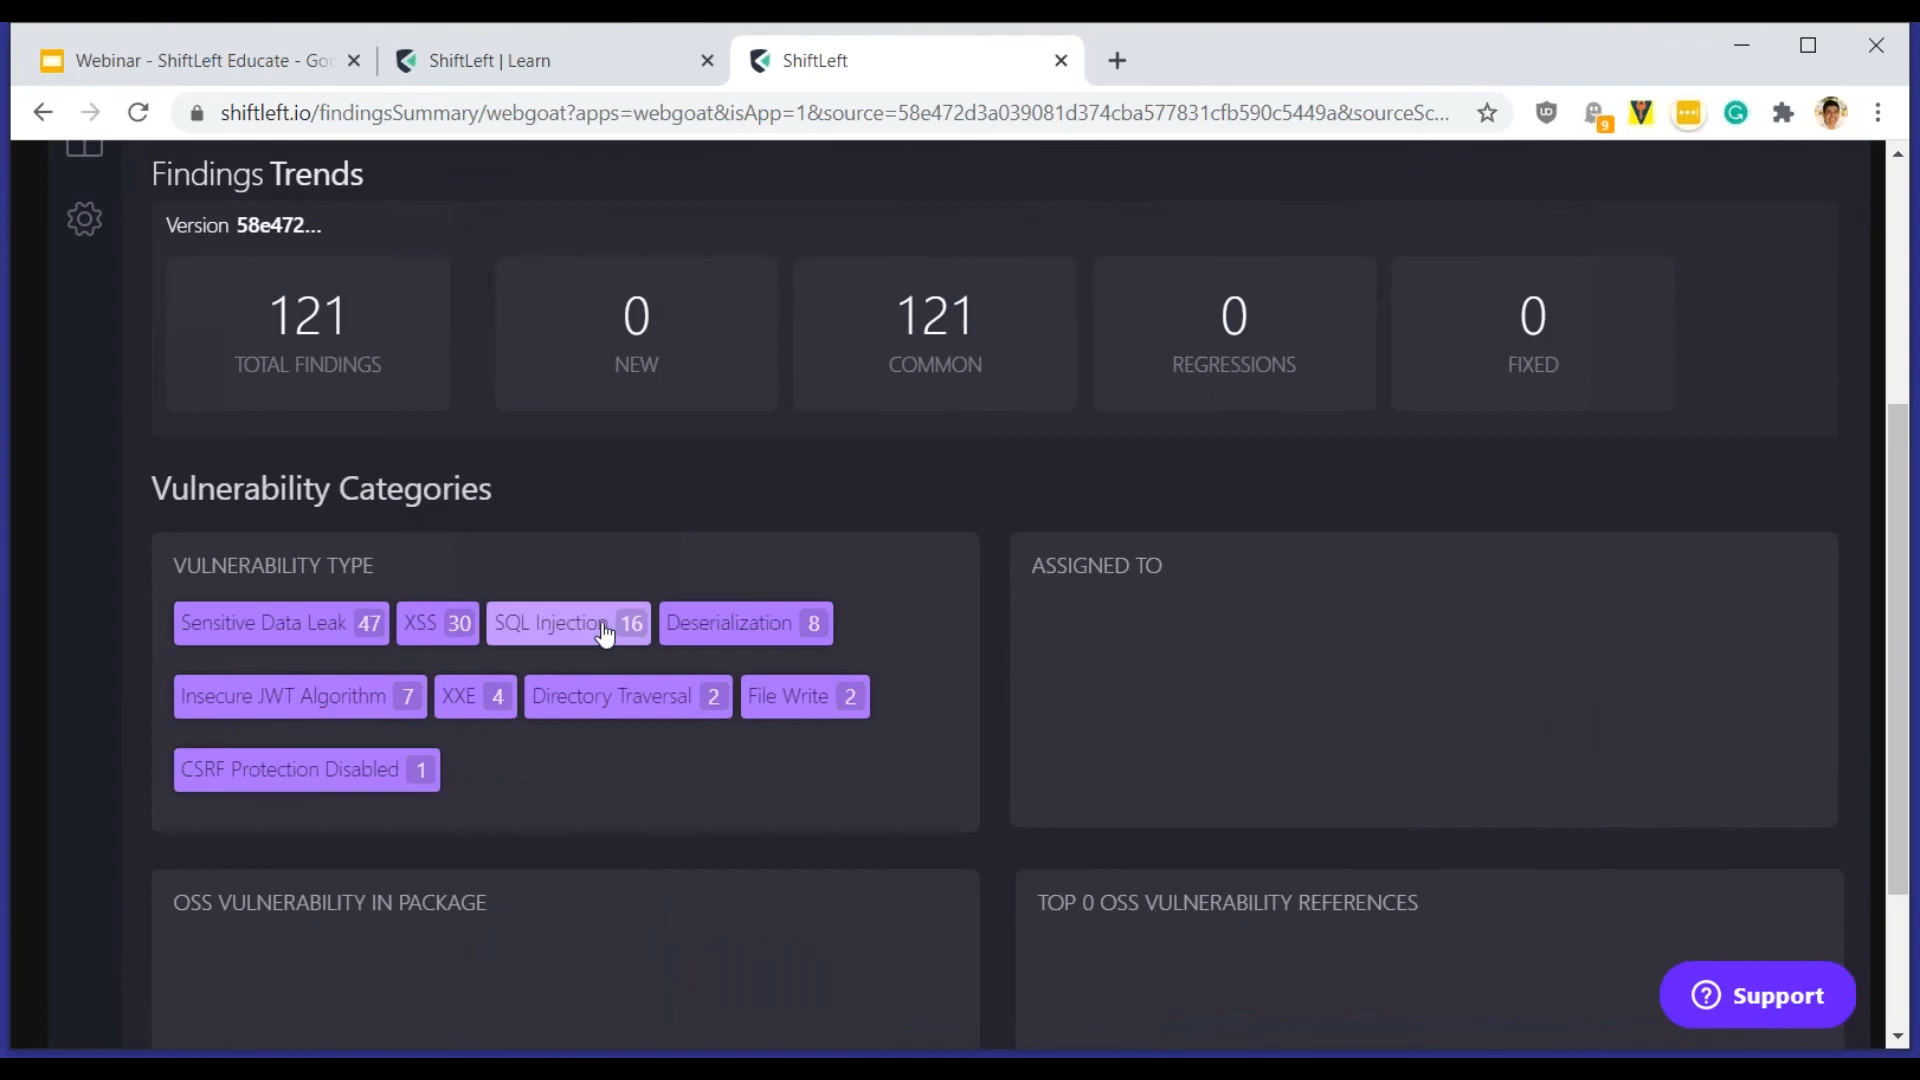 Webinar - ShiftLeft Educate - Goo
ShiftLeft | Learn
ShiftLeft
shiftleft.io/findingsSummary/webgoat?apps=webgoat&isApp=1&source=58e472d3a039081d374cba577831cfb590c5449a&sourceSc...
9
Findings Trends
Version 58e472...
121
TOTAL FINDINGS
0
NEW
121
COMMON
0
REGRESSIONS
0
FIXED
Vulnerability Categories
VULNERABILITY TYPE
Sensitive Data Leak 47
XSS 30
SQL Injection 16
Deserialization 8
Insecure JWT Algorithm 7
XXE 4
Directory Traversal 2
File Write 2
CSRF Protection Disabled 1
ASSIGNED TO
OSS VULNERABILITY IN PACKAGE
TOP 0 OSS VULNERABILITY REFERENCES
? Support